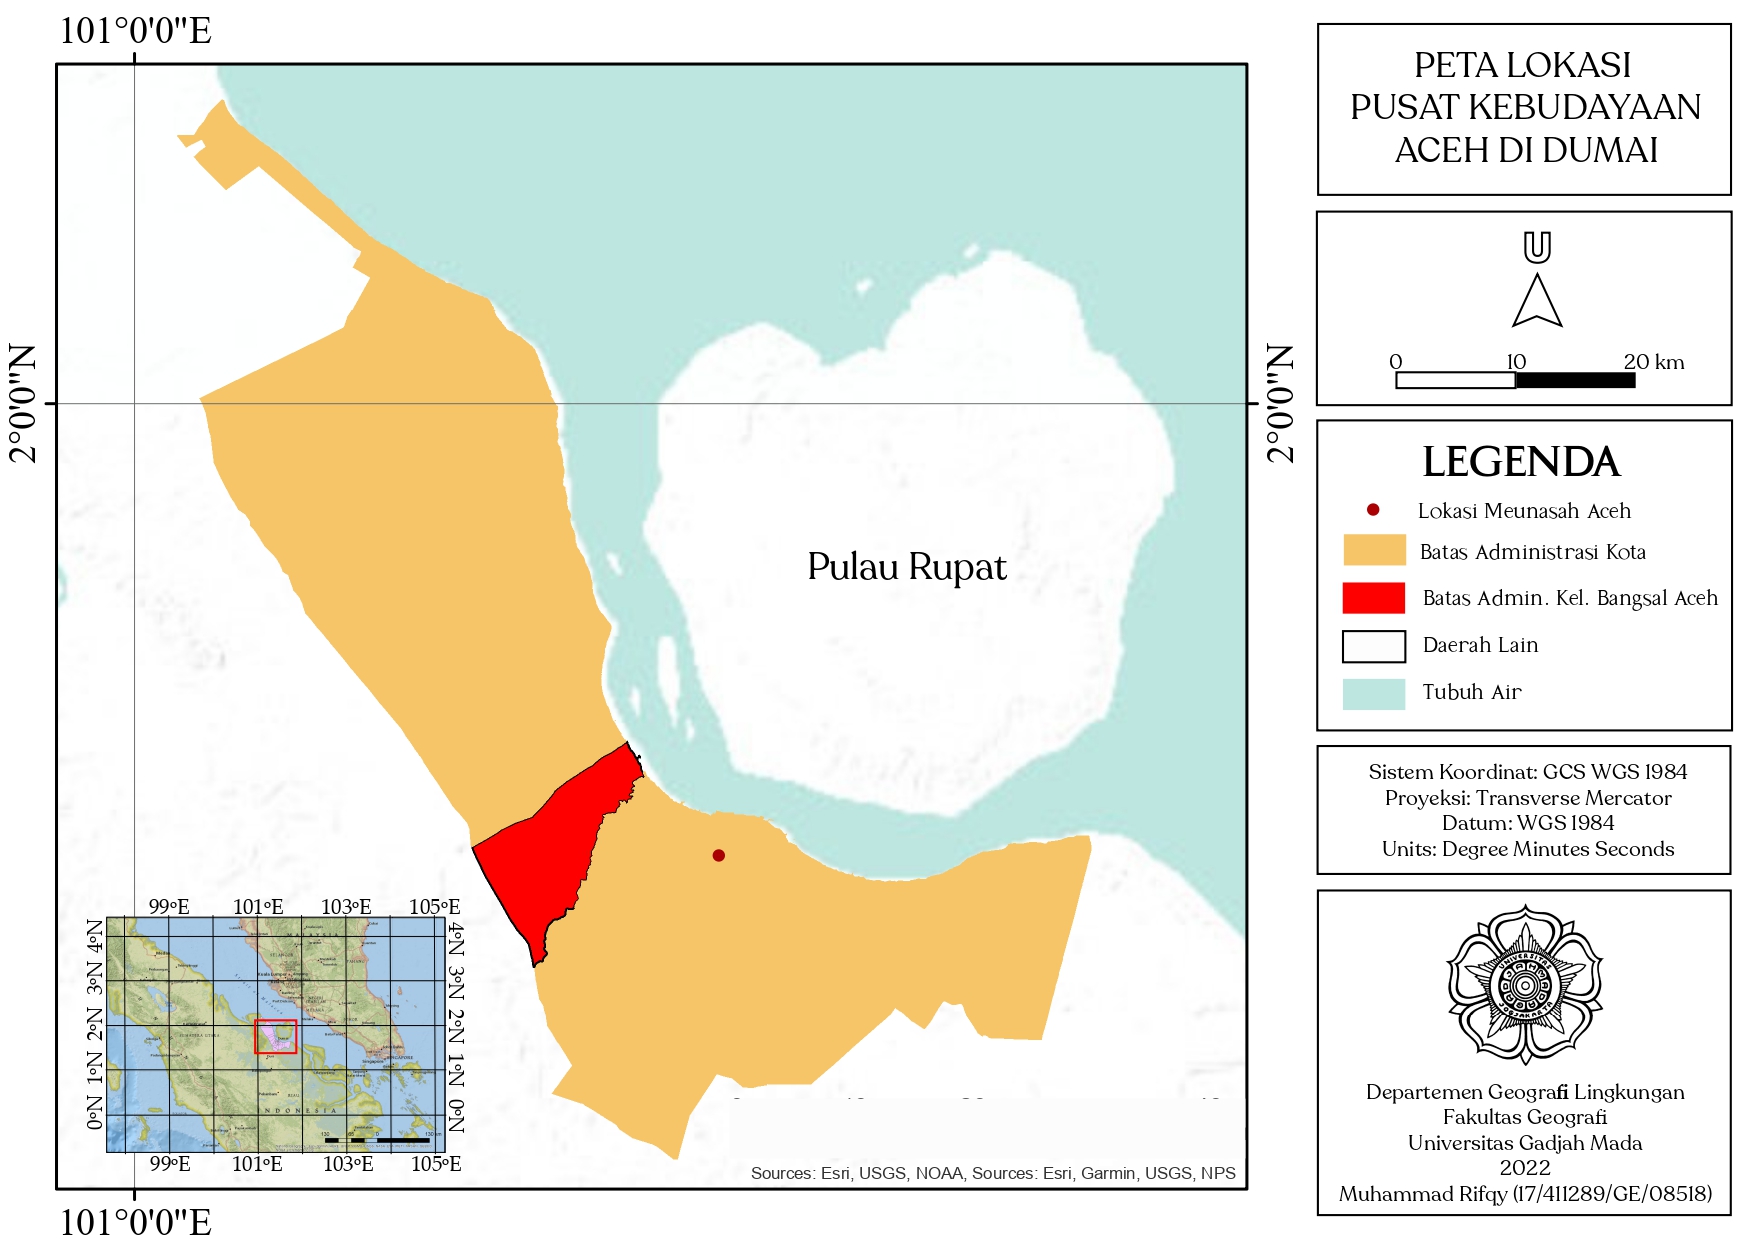 101°0'0"E
2°0'0"N
2°0'0"N
Pulau Rupat
99°E 101°E 103°E 105°E
4°N
3°N
2°N
1°N
0°N
4°N
3°N
2°N
1°N
0°N
INDONESIA
99°E 101°E 103°E 105°E
Sources: Esri, USGS, NOAA, Sources: Esri, Garmin, USGS, NPS
101°0'0"E
PETA LOKASI
PUSAT KEBUDAYAAN
ACEH DI DUMAI
U
0 10 20 km
LEGENDA
Lokasi Meunasah Aceh
Batas Administrasi Kota
Batas Admin. Kel. Bangsal Aceh
Daerah Lain
Tubuh Air
Sistem Koordinat: GCS WGS 1984
Proyeksi: Transverse Mercator
Datum: WGS 1984
Units: Degree Minutes Seconds
UNIVERSITAS
GADJAH MADA
JOGJAKARTA
Departemen Geografi Lingkungan
Fakultas Geografi
Universitas Gadjah Mada
2022
Muhammad Rifqy (17/411289/GE/08518)